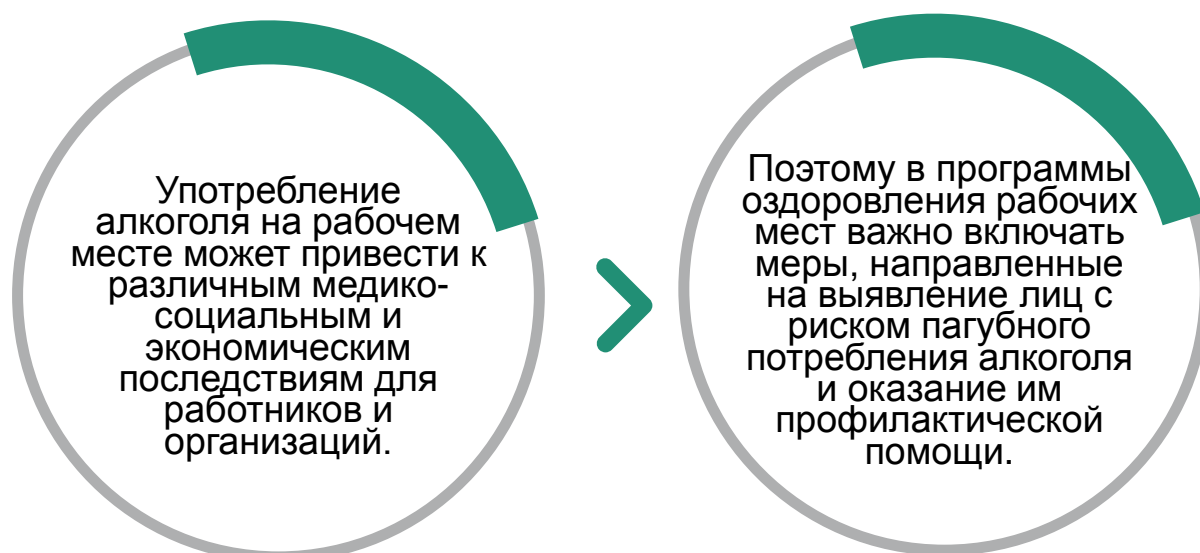 Употребление
алкоголя на рабочем
месте может привести к
различным медико-
социальным и
экономическим
последствиям для
работников и
организаций.
Поэтому в программы
оздоровления рабочих
мест важно включать
меры, направленные
на выявление лиц с
риском пагубного
потребления алкоголя
и оказание им
профилактической
помощи.